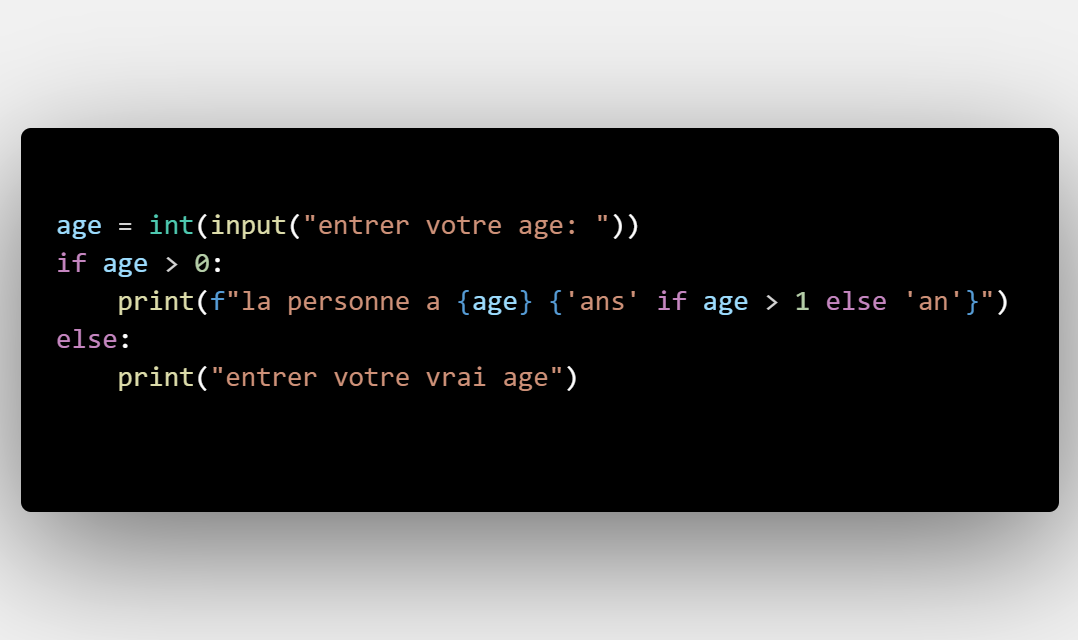 age = int(input("entrer votre age: "))
if age > 0:
    print(f"la personne a {age} {'ans' if age > 1 else 'an'}")
else:
    print("entrer votre vrai age")